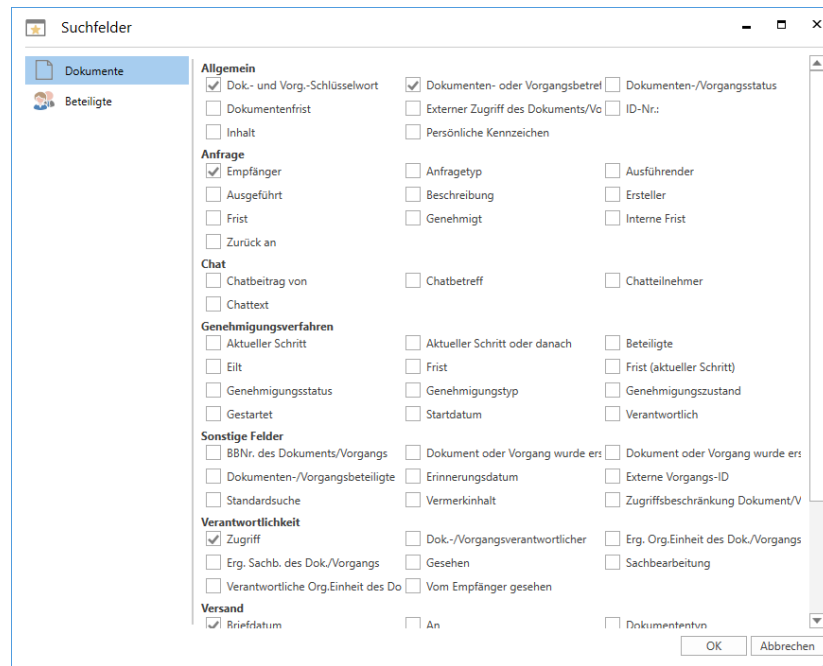 Suchfelder
Dokumente
Beteiligte
Allgemein
Dok.- und Vorg.-Schlüsselwort Dokumenten- oder Vorgangsbetref Dokumenten-/Vorgangsstatus
Dokumentenfrist Externer Zugriff des Dokuments/Vo ID-Nr.:
Inhalt Persönliche Kennzeichen
Anfrage
Empfänger Anfragetyp Ausführender
Ausgeführt Beschreibung Ersteller
Frist Genehmigt Interne Frist
Zurück an
Chat
Chatbeitrag von Chatbetreff Chatteilnehmer
Chattext
Genehmigungsverfahren
Aktueller Schritt Aktueller Schritt oder danach Beteiligte
Eilt Frist Frist (aktueller Schritt)
Genehmigungsstatus Genehmigungstyp Genehmigungszustand
Gestartet Startdatum Verantwortlich
Sonstige Felder
BBNr. des Dokuments/Vorgangs Dokument oder Vorgang wurde ers Dokument oder Vorgang wurde ers
Dokumenten-/Vorgangsbeteiligte Erinnerungsdatum Externe Vorgangs-ID
Standardsuche Vermerkinhalt Zugriffsbeschränkung Dokument/V
Verantwortlichkeit
Zugriff Dok.-/Vorgangsverantwortlicher Erg. Org.Einheit des Dok./Vorgangs
Erg. Sachb. des Dok./Vorgangs Gesehen Sachbearbeitung
Verantwortliche Org.Einheit des Do Vom Empfänger gesehen
Versand
Briefdatum An Dokumententyp
OK Abbrechen